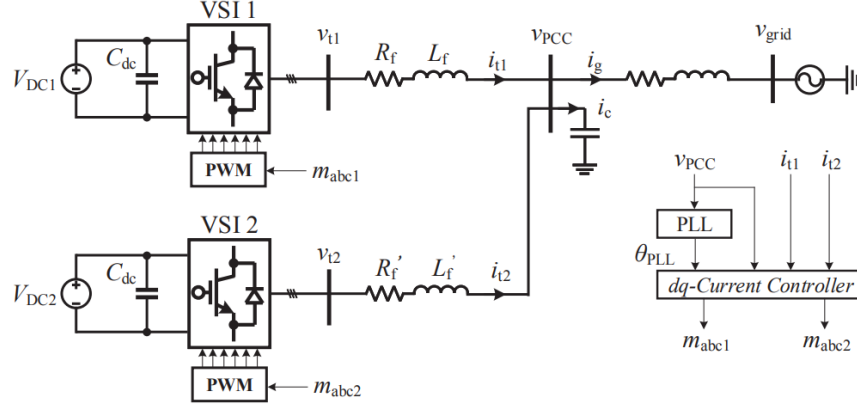 VSI 1
V_DC1
C_dc
PWM
m_abc1
v_t1
R_f
L_f
i_t1
v_PCC
i_g
i_c
v_grid
VSI 2
V_DC2
C_dc
PWM
m_abc2
v_t2
R_f'
L_f'
i_t2
v_PCC
i_t1
i_t2
PLL
θ_PLL
dq-Current Controller
m_abc1
m_abc2